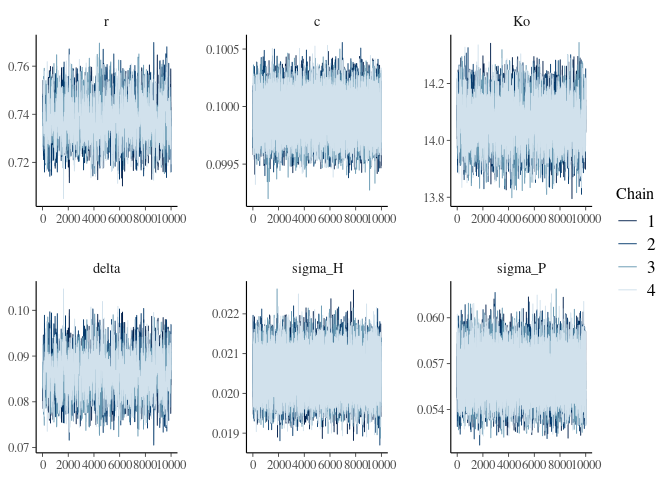 r
c
Ko
0.76
0.74
0.72
0 2000 4000 6000 8000 10000
0.1005
0.1000
0.0995
0 2000 4000 6000 8000 10000
14.2
14.0
13.8
0 2000 4000 6000 8000 10000
Chain
1
2
3
4
delta
sigma_H
sigma_P
0.10
0.09
0.08
0.07
0 2000 4000 6000 8000 10000
0.022
0.021
0.020
0.019
0 2000 4000 6000 8000 10000
0.060
0.057
0.054
0 2000 4000 6000 8000 10000